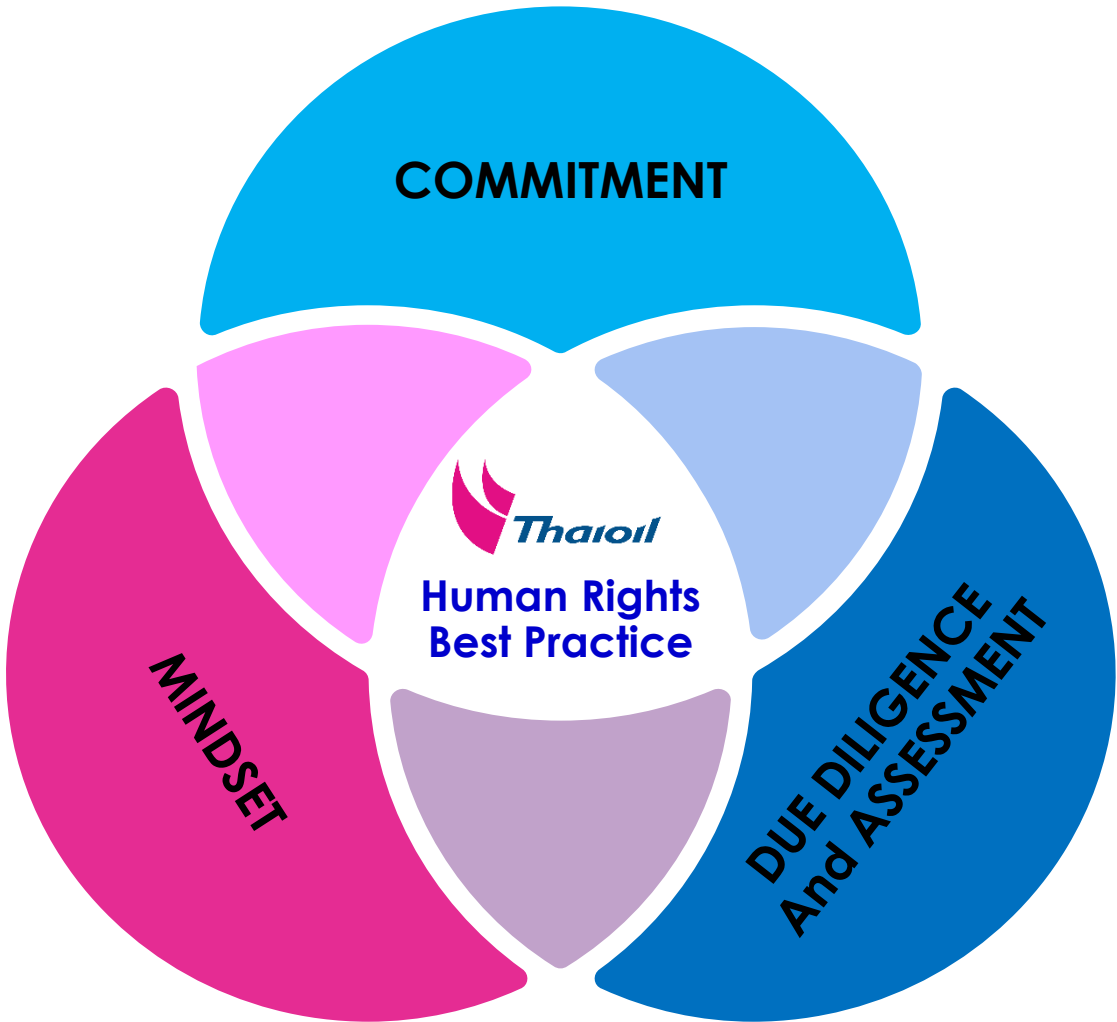 COMMITMENT
Thaioil
Human Rights
Best Practice
MINDSET
DUE DILIGENCE
And ASSESSMENT